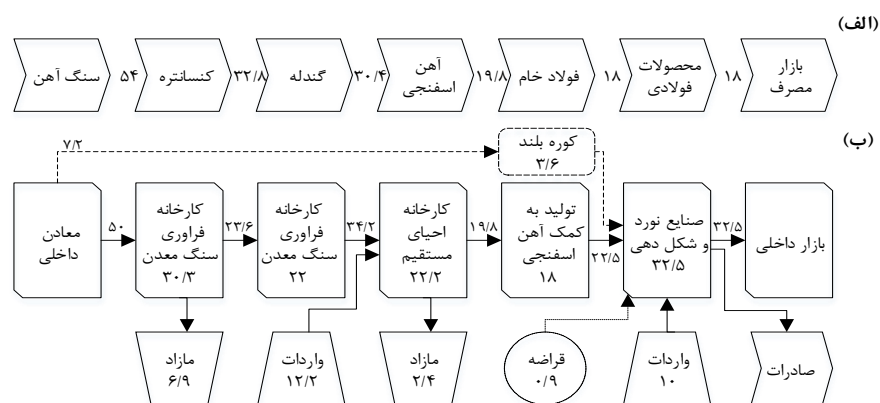 (الف)
سنگ آهن
۵۴
کنسانتره
۳۲/۸
گندله
۳۰/۴
آهن
اسفنجی
۱۹/۸
فولاد خام
۱۸
محصولات
فولادی
۱۸
بازار
مصرف
(ب)
۷/۲
کوره بلند
۳/۶
معادن
داخلی
۵۰
کارخانه
فراوری
سنگ معدن
۳۰/۳
۲۳/۶
کارخانه
فراوری
سنگ معدن
۲۲
۳۴/۲
کارخانه
احیای
مستقیم
۲۲/۲
۱۹/۸
تولید به
کمک آهن
اسفنجی
۱۸
۲۲/۵
صنایع نورد
و شکل دهی
۳۲/۵
۳۲/۵
بازار داخلی
مازاد
۶/۹
واردات
۱۲/۲
مازاد
۲/۴
قراضه
۰/۹
واردات
۱۰
صادرات